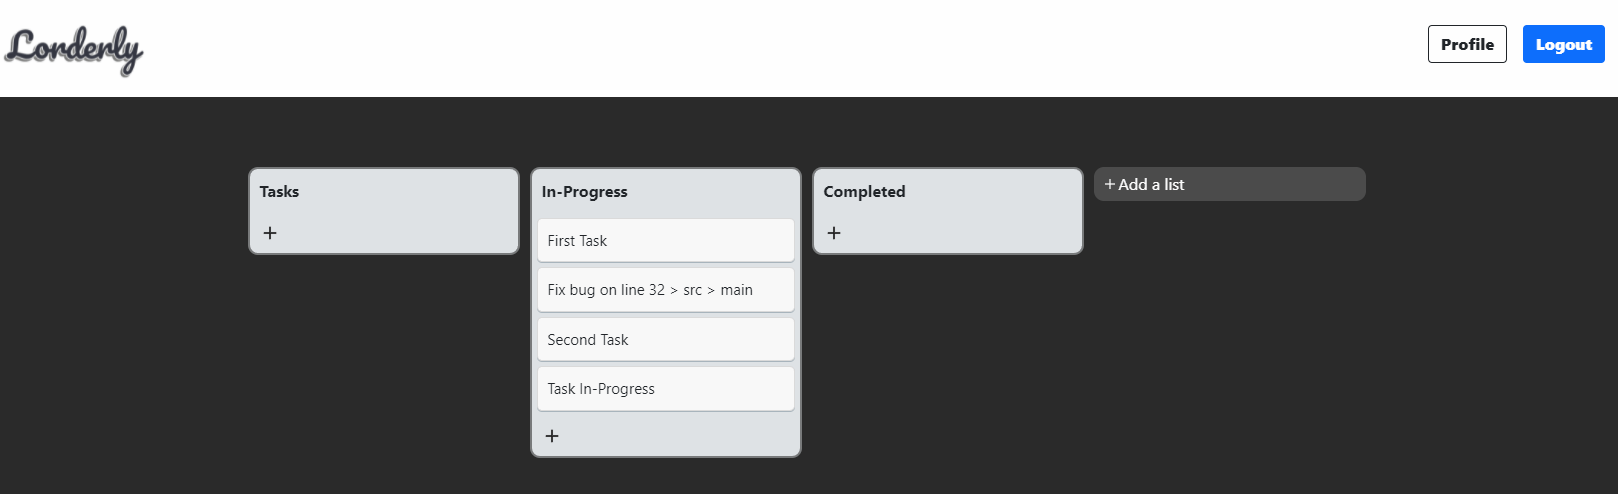 Lorderly
Profile
Logout
Tasks
+
In-Progress
First Task
Fix bug on line 32 > src > main
Second Task
Task In-Progress
+
Completed
+
+ Add a list